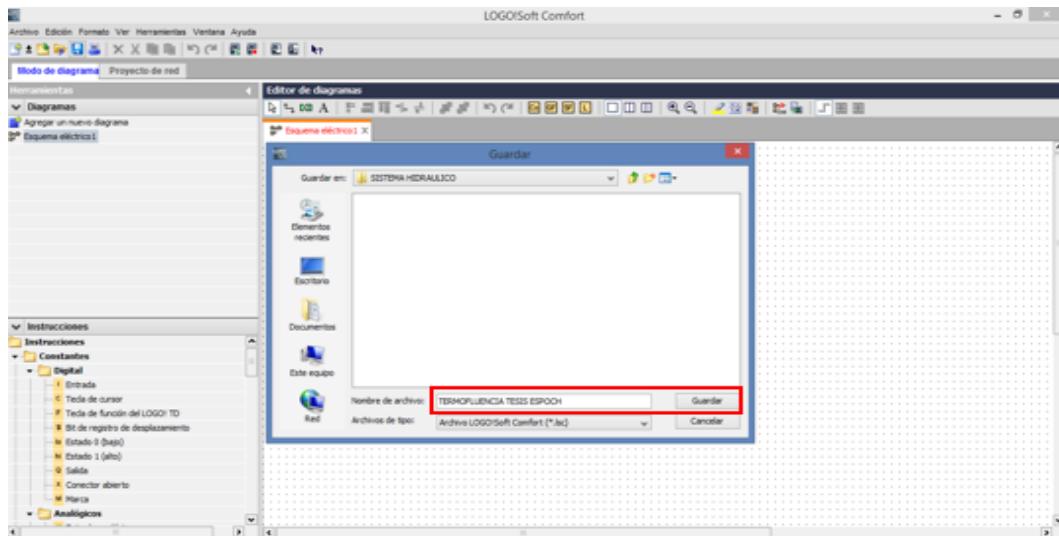 LOGO!Soft Comfort
Archivo Edición Formato Ver Herramientas Ventana Ayuda
Modo de diagrama Proyecto de red
Herramientas
Editor de diagramas
Diagramas
Agregar un nuevo diagrama
Esquema eléctrico1
Esquema eléctrico1 X
Guardar
Guardar en: SISTEMA HIDRAULICO
Elementos recientes
Escritorio
Documentos
Este equipo
Red
Nombre de archivo: TERMOFLUENCIA TESIS ESPOCH Guardar
Archivos de tipo: Archivo LOGO!Soft Comfort (*.lsc) Cancelar
Instrucciones
Instrucciones
Constantes
Digital
I Entrada
C Tecla de cursor
F Tecla de función del LOGO! TD
S Bit de registro de desplazamiento
lo Estado 0 (bajo)
hi Estado 1 (alto)
Q Salida
X Conector abierto
M Marca
Analógicos